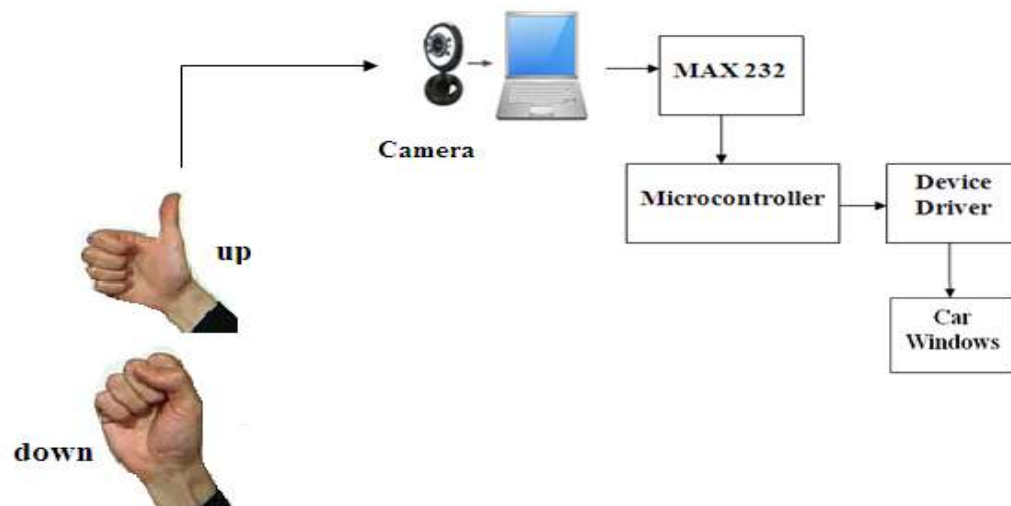 MAX 232
Camera
Microcontroller
Device
Driver
up
Car
Windows
down